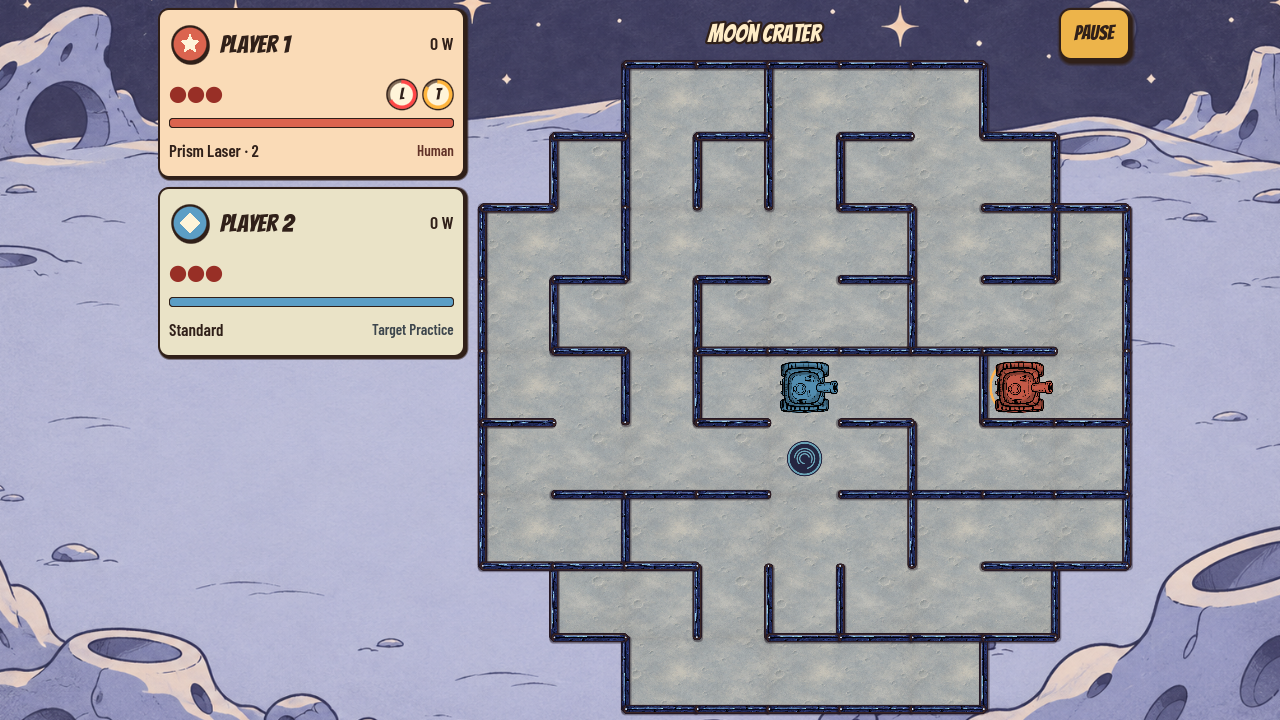 PLAYER 1
0 W
L T
Prism Laser · 2
Human
PLAYER 2
0 W
Standard
Target Practice
MOON CRATER
PAUSE